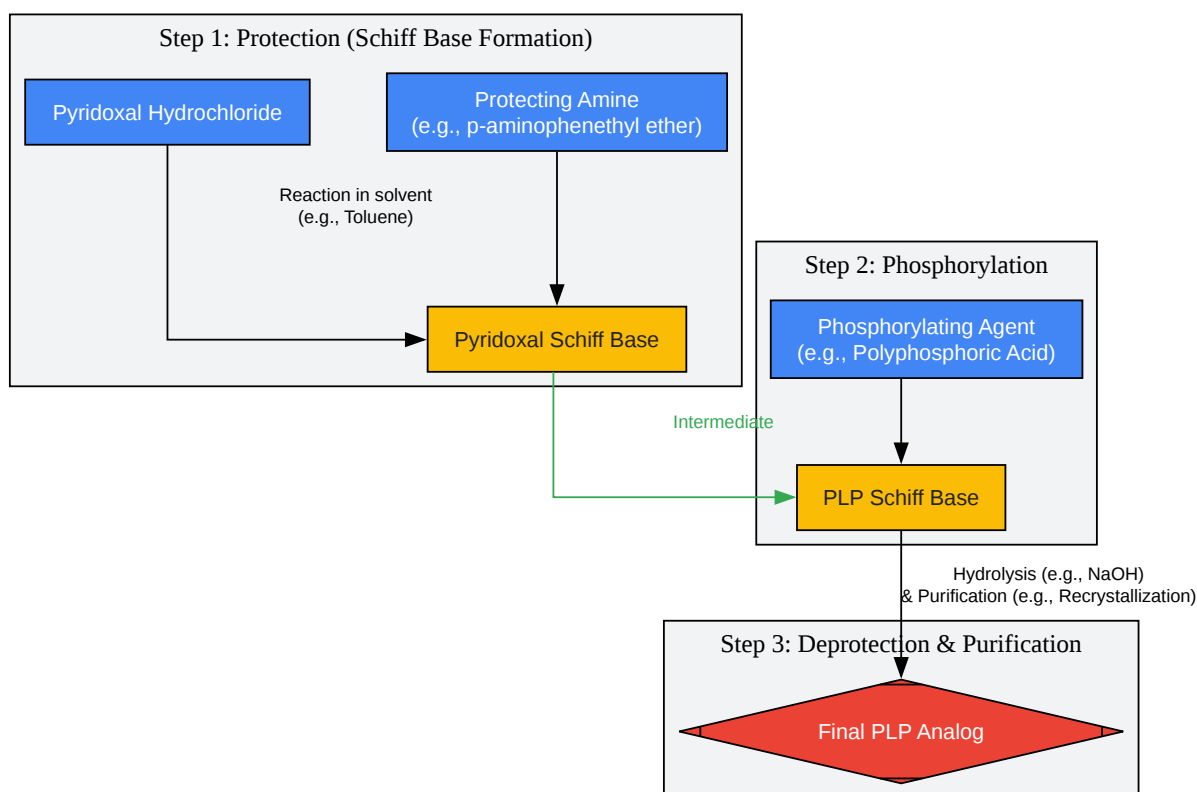 Step 1: Protection (Schiff Base Formation)
Pyridoxal Hydrochloride
Protecting Amine
(e.g., p-aminophenethyl ether)
Reaction in solvent
(e.g., Toluene)
Pyridoxal Schiff Base
Step 2: Phosphorylation
Phosphorylating Agent
(e.g., Polyphosphoric Acid)
Intermediate
PLP Schiff Base
Hydrolysis (e.g., NaOH)
& Purification (e.g., Recrystallization)
Step 3: Deprotection & Purification
Final PLP Analog